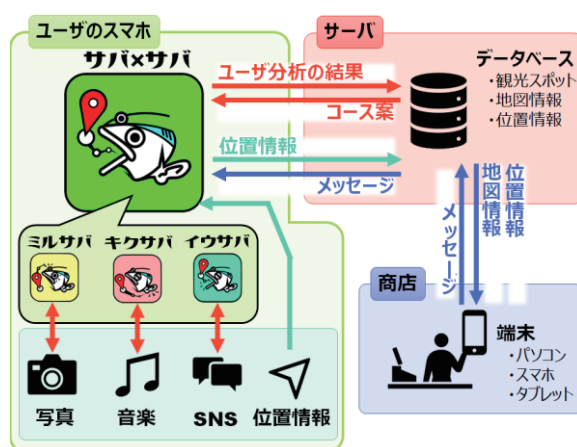 ユーザのスマホ
サバ×サバ
ミルサバ
キクサバ
イウサバ
写真
音楽
SNS
位置情報
ユーザ分析の結果
コース案
位置情報
メッセージ
サーバ
データベース
・観光スポット
・地図情報
・位置情報
メッセージ
位置情報
地図情報
商店
端末
・パソコン
・スマホ
・タブレット